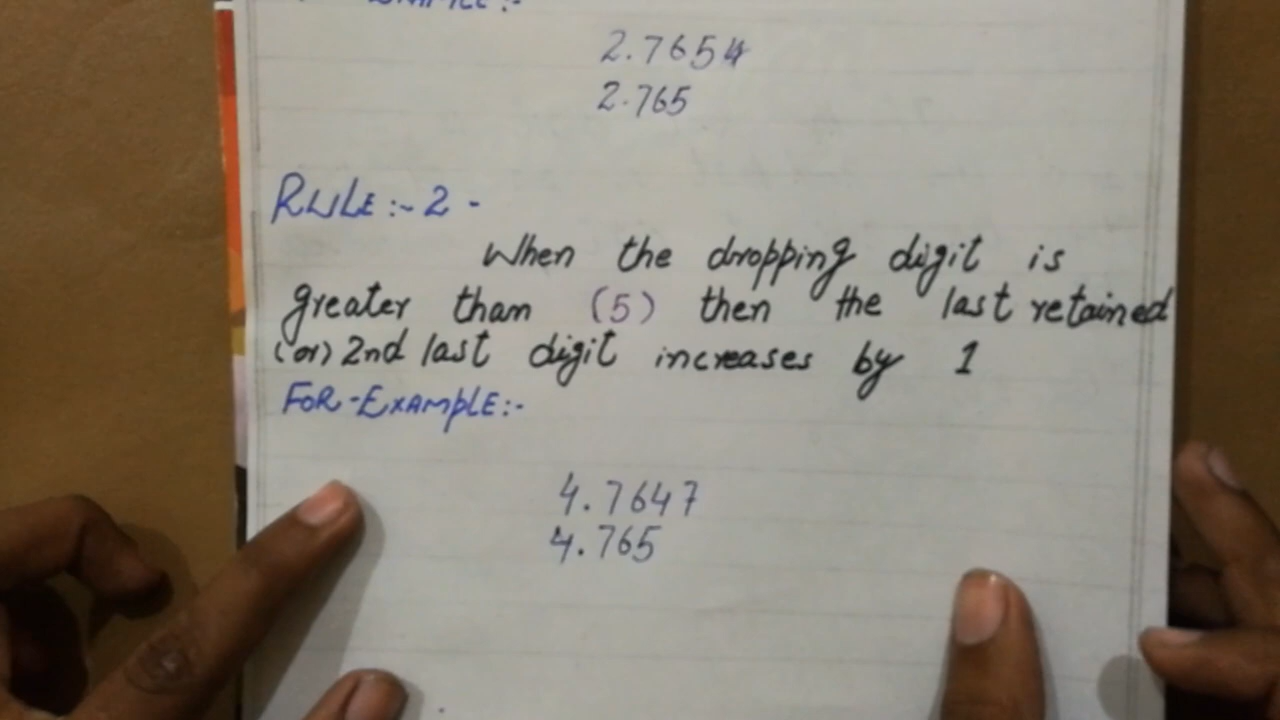 EXAMPLE:-
2.7654
2.765
RULE:- 2 -
When the dropping digit is
greater than (5) then the last retained
(or) 2nd last digit increases by 1
FOR-EXAMPLE:-
4.7647
4.765